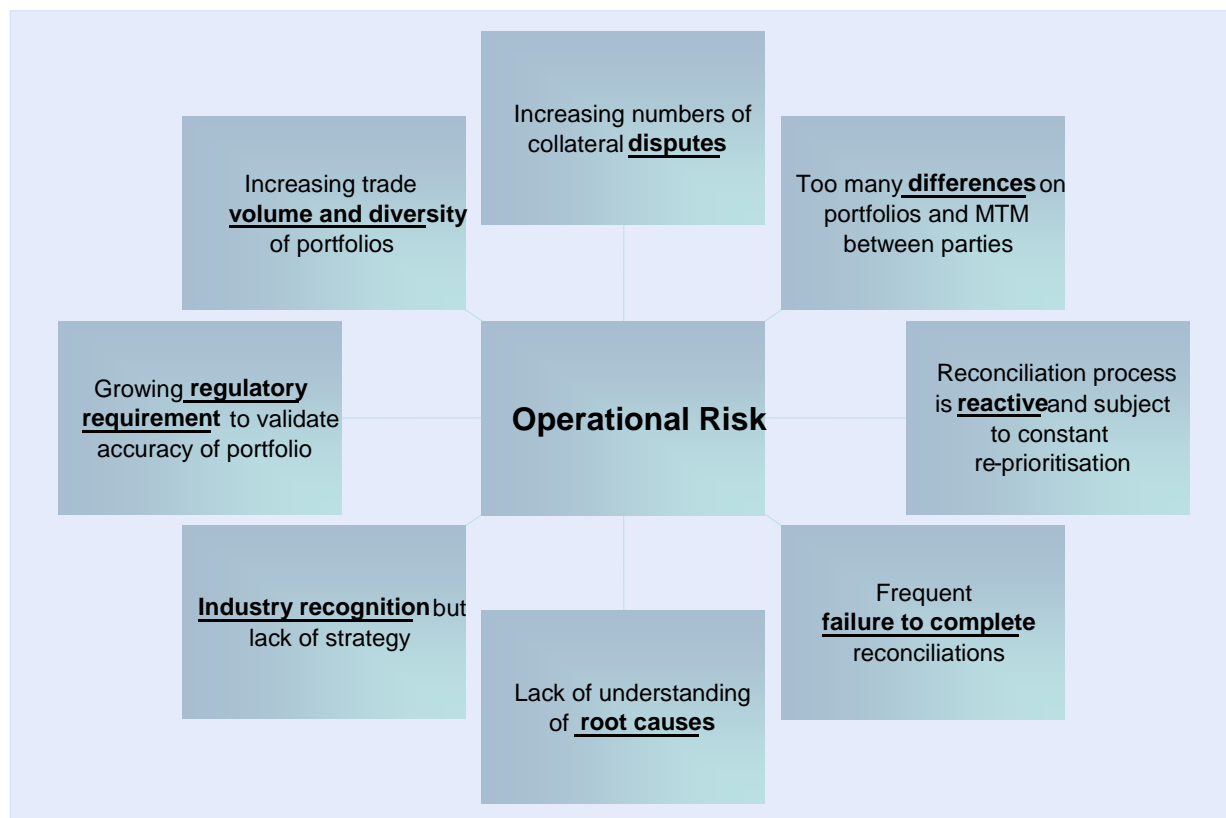 Increasing numbers of
collateral disputes
Increasing trade
volume and diversity
of portfolios
Too many differences on
portfolios and MTM
between parties
Growing regulatory
requirement to validate
accuracy of portfolio
Operational Risk
Reconciliation process
is reactive and subject
to constant
re-prioritisation
Industry recognition but
lack of strategy
Frequent
failure to complete
reconciliations
Lack of understanding
of root causes